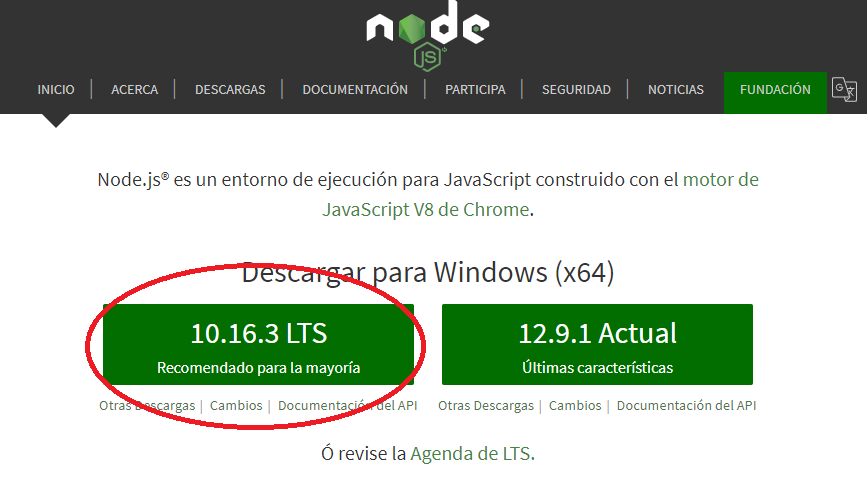 node
JS
INICIO | ACERCA | DESCARGAS | DOCUMENTACIÓN | PARTICIPA | SEGURIDAD | NOTICIAS FUNDACIÓN
Node.js® es un entorno de ejecución para JavaScript construido con el motor de
JavaScript V8 de Chrome.
Descargar para Windows (x64)
10.16.3 LTS
Recomendado para la mayoría
12.9.1 Actual
Últimas características
Otras Descargas | Cambios | Documentación del API
Otras Descargas | Cambios | Documentación del API
Ó revise la Agenda de LTS.